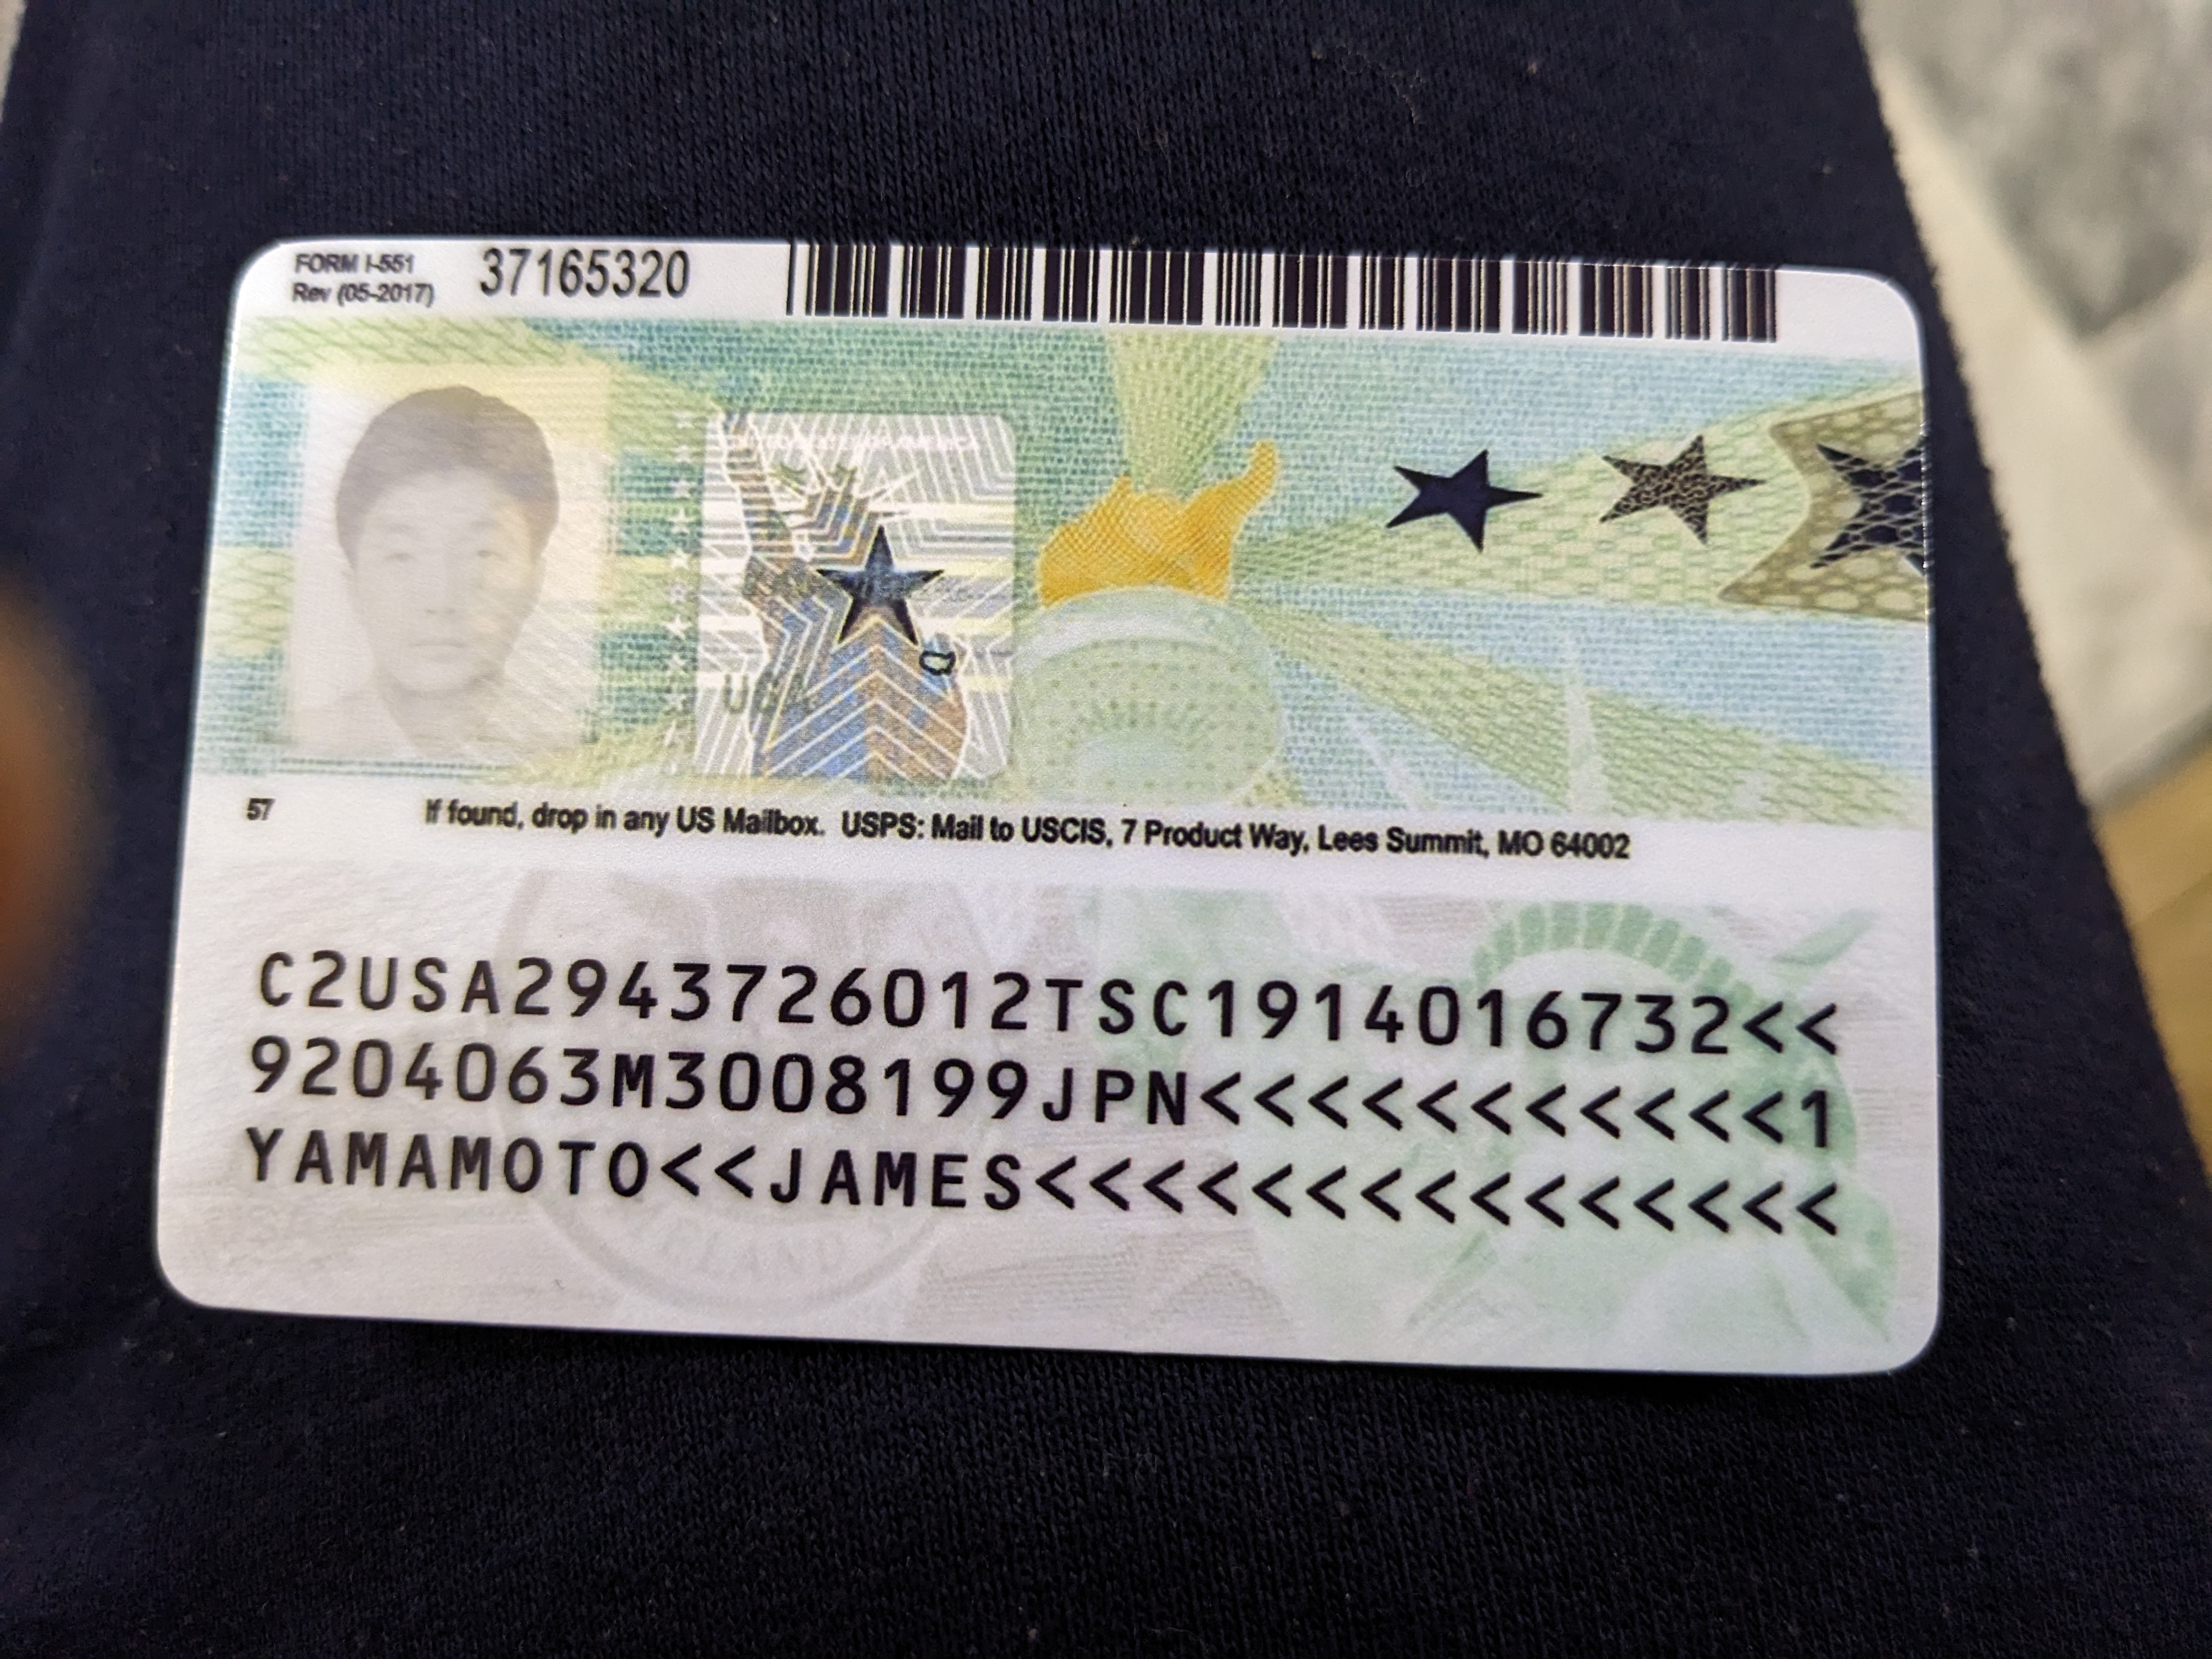 FORM I-551
Rev (05-2017)
37165320
USA
57
If found, drop in any US Mailbox. USPS: Mail to USCIS, 7 Product Way, Lees Summit, MO 64002
C2USA2943726012TSC1914016732<<
9204063M3008199JPN<<<<<<<<<<<1
YAMAMOTO<<JAMES<<<<<<<<<<<<<<<